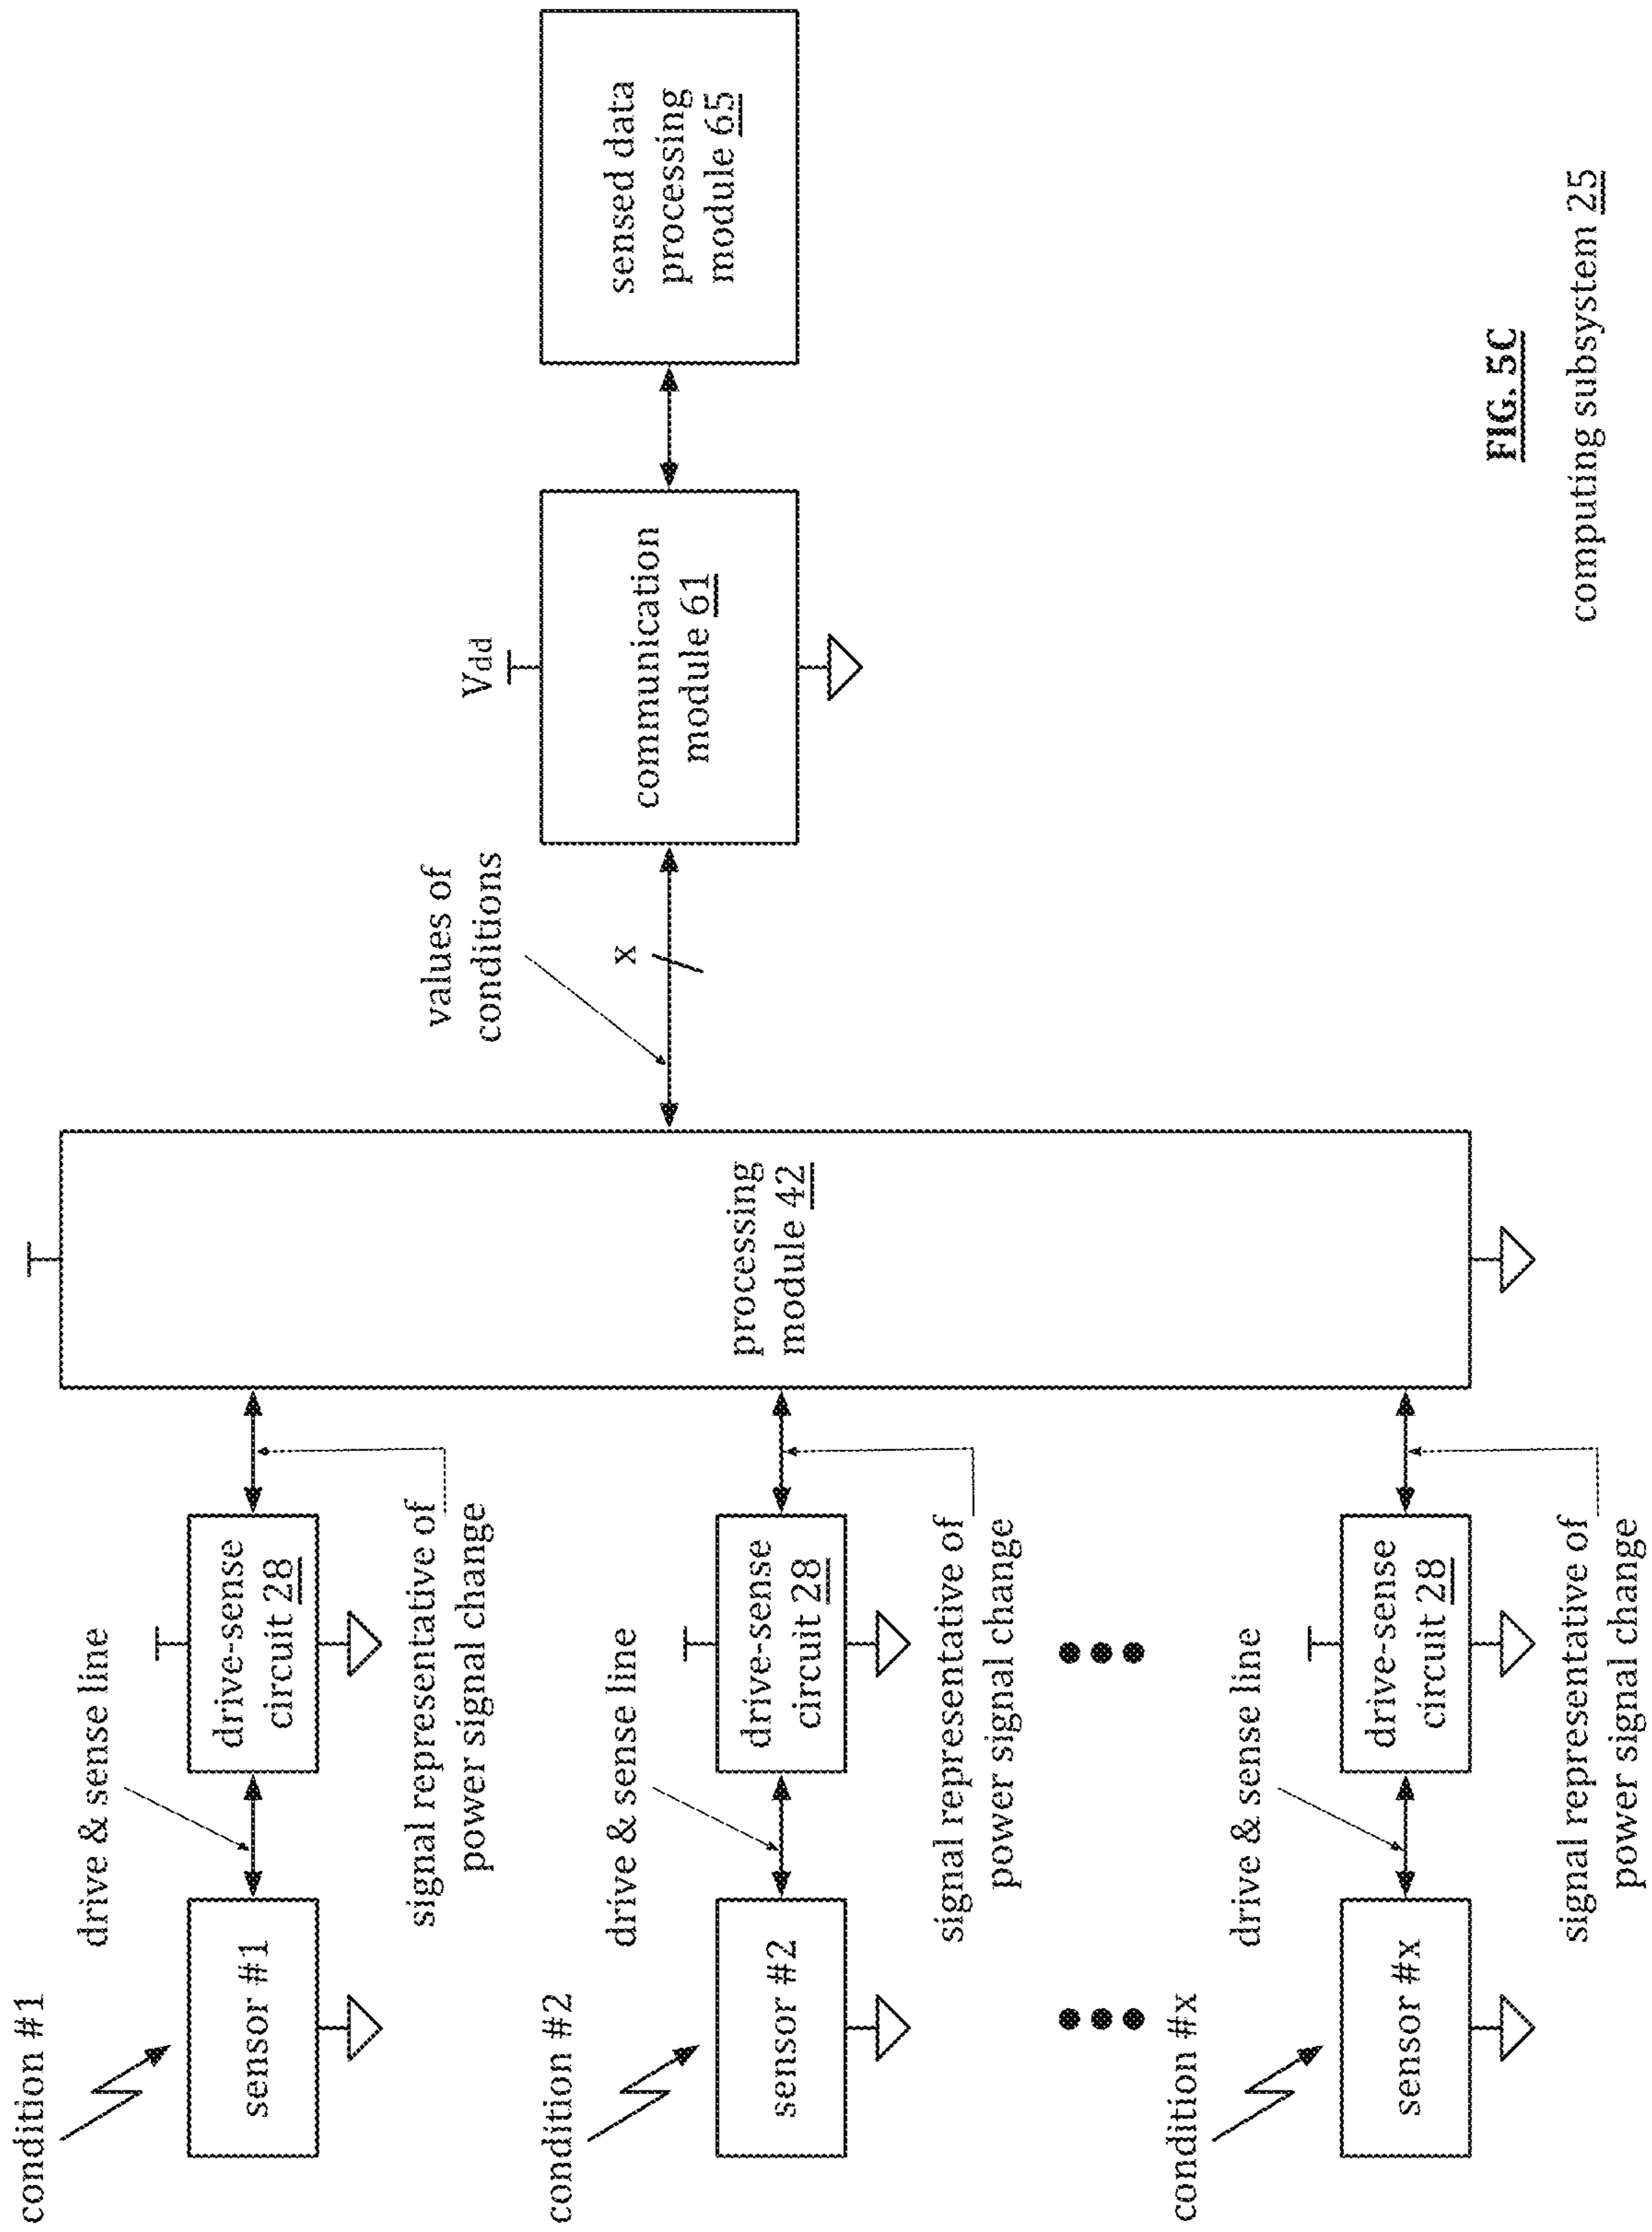 condition #1
sensor #1
drive & sense line
drive-sense
circuit 28
signal representative of
power signal change
condition #2
sensor #2
drive & sense line
drive-sense
circuit 28
signal representative of
power signal change
condition #x
sensor #x
drive & sense line
drive-sense
circuit 28
signal representative of
power signal change
processing
module 42
values of
conditions
x
Vdd
communication
module 61
sensed data
processing
module 65
FIG. 5C
computing subsystem 25